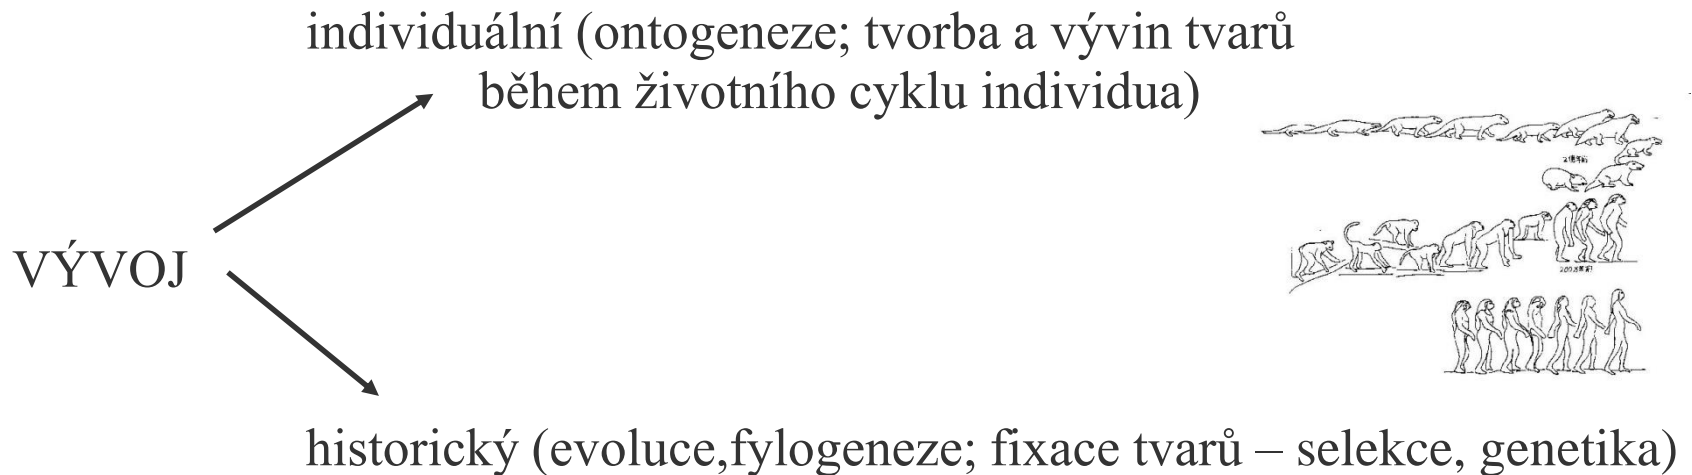 individuální (ontogeneze; tvorba a vývin tvarů
během životního cyklu individua)
VÝVOJ
historický (evoluce,fylogeneze; fixace tvarů – selekce, genetika)